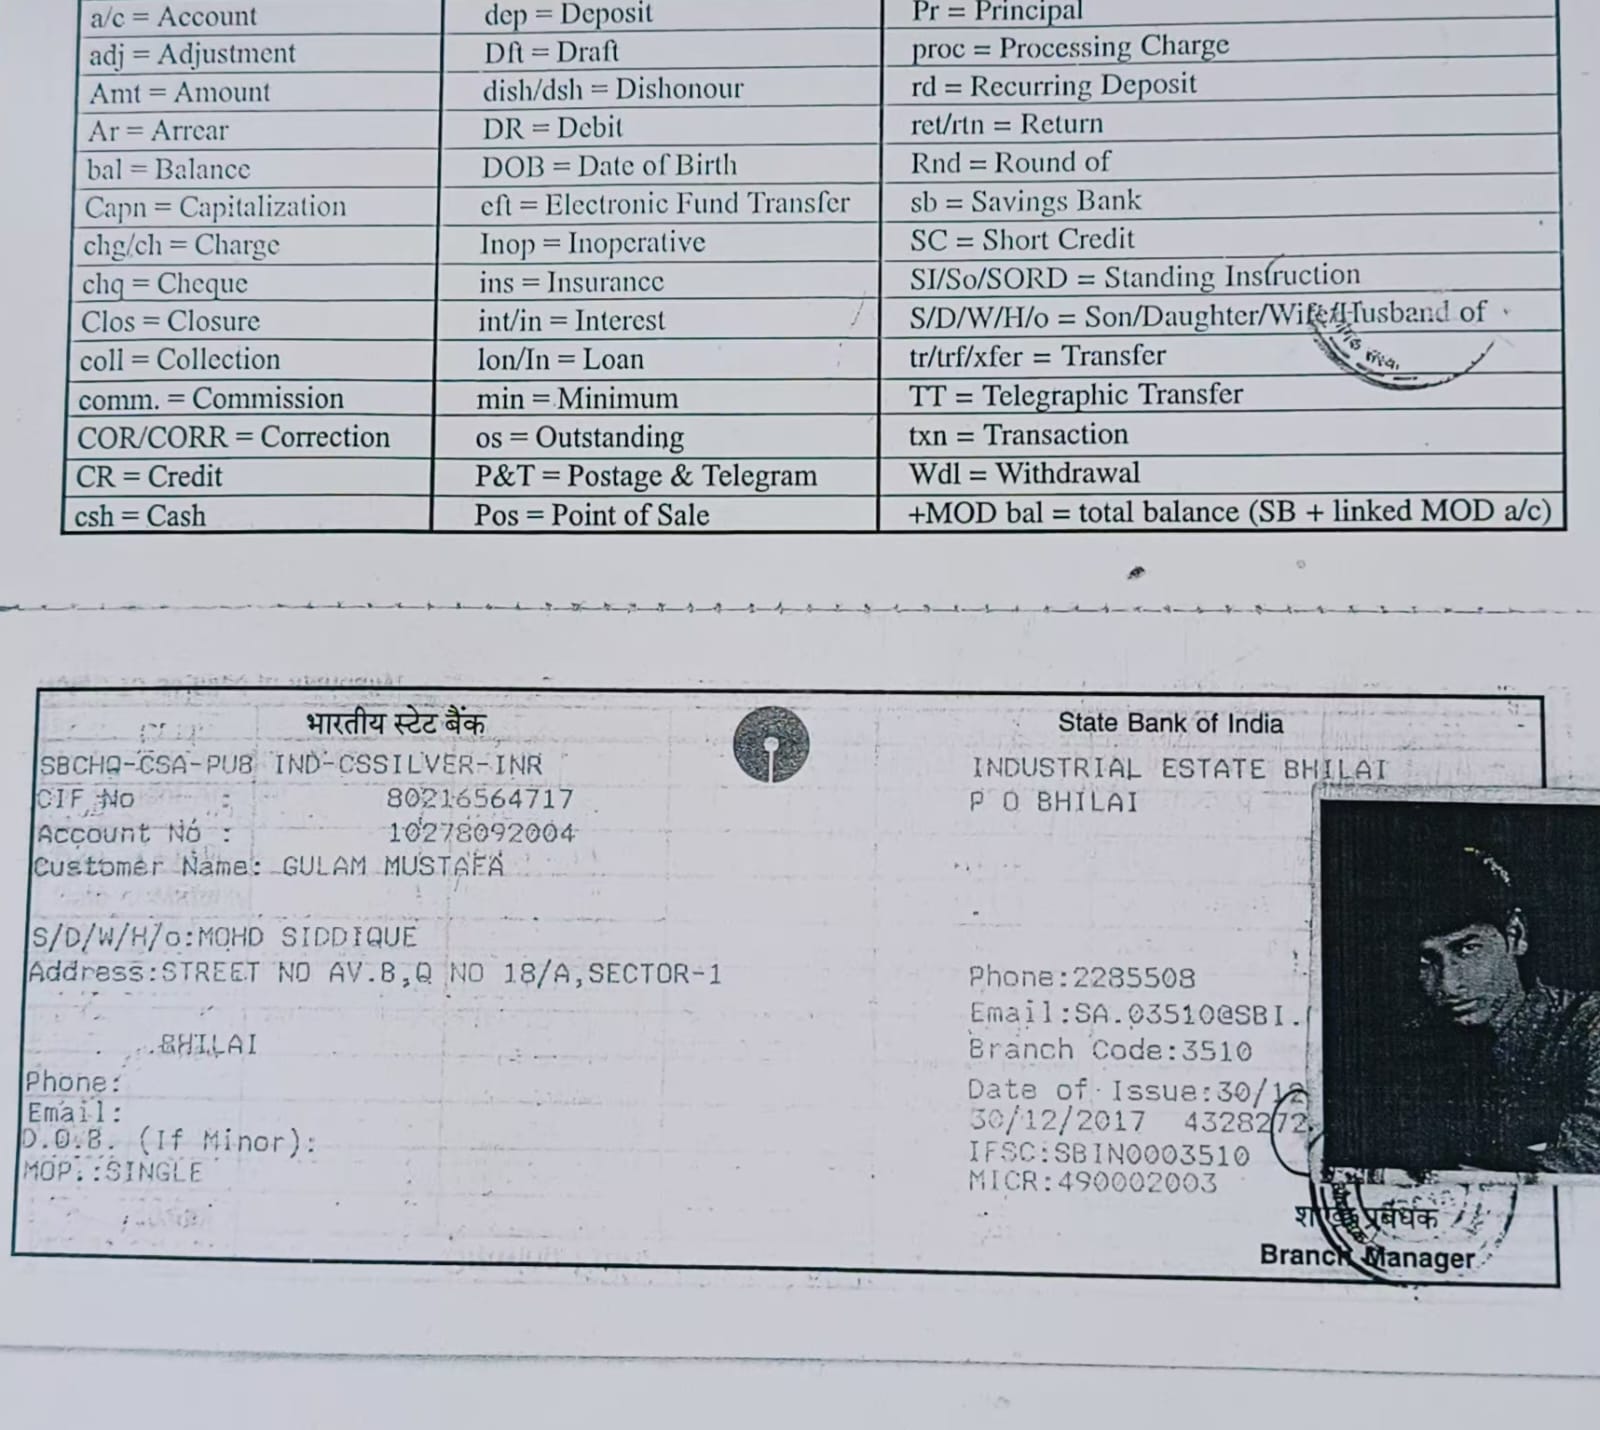 a/c = Account dep = Deposit Pr = Principal
adj = Adjustment Dft = Draft proc = Processing Charge
Amt = Amount dish/dsh = Dishonour rd = Recurring Deposit
Ar = Arrear DR = Debit ret/rtn = Return
bal = Balance DOB = Date of Birth Rnd = Round of
Capn = Capitalization eft = Electronic Fund Transfer sb = Savings Bank
chg/ch = Charge Inop = Inoperative SC = Short Credit
chq = Cheque ins = Insurance SI/So/SORD = Standing Instruction
Clos = Closure int/in = Interest S/D/W/H/o = Son/Daughter/Wife/Husband of
coll = Collection lon/In = Loan tr/trf/xfer = Transfer
comm. = Commission min = Minimum TT = Telegraphic Transfer
COR/CORR = Correction os = Outstanding txn = Transaction
CR = Credit P&T = Postage & Telegram Wdl = Withdrawal
csh = Cash Pos = Point of Sale +MOD bal = total balance (SB + linked MOD a/c)
भारतीय स्टेट बैंक State Bank of India
SBCHQ-CSA-PUB IND-CSSILVER-INR INDUSTRIAL ESTATE BHILAI
CIF No : 80216564717 P O BHILAI
Account No : 10278092004
Customer Name: GULAM MUSTAFA
S/D/W/H/o:MOHD SIDDIQUE
Address:STREET NO AV.8,Q NO 18/A,SECTOR-1 Phone:2285508
Email:SA.03510@SBI.
BHILAI Branch Code:3510
Phone: Date of Issue:30/12
Email: 30/12/2017 4328272
D.O.B. (If Minor): IFSC:SBIN0003510
MOP.:SINGLE MICR:490002003
शाखा प्रबंधक
Branch Manager